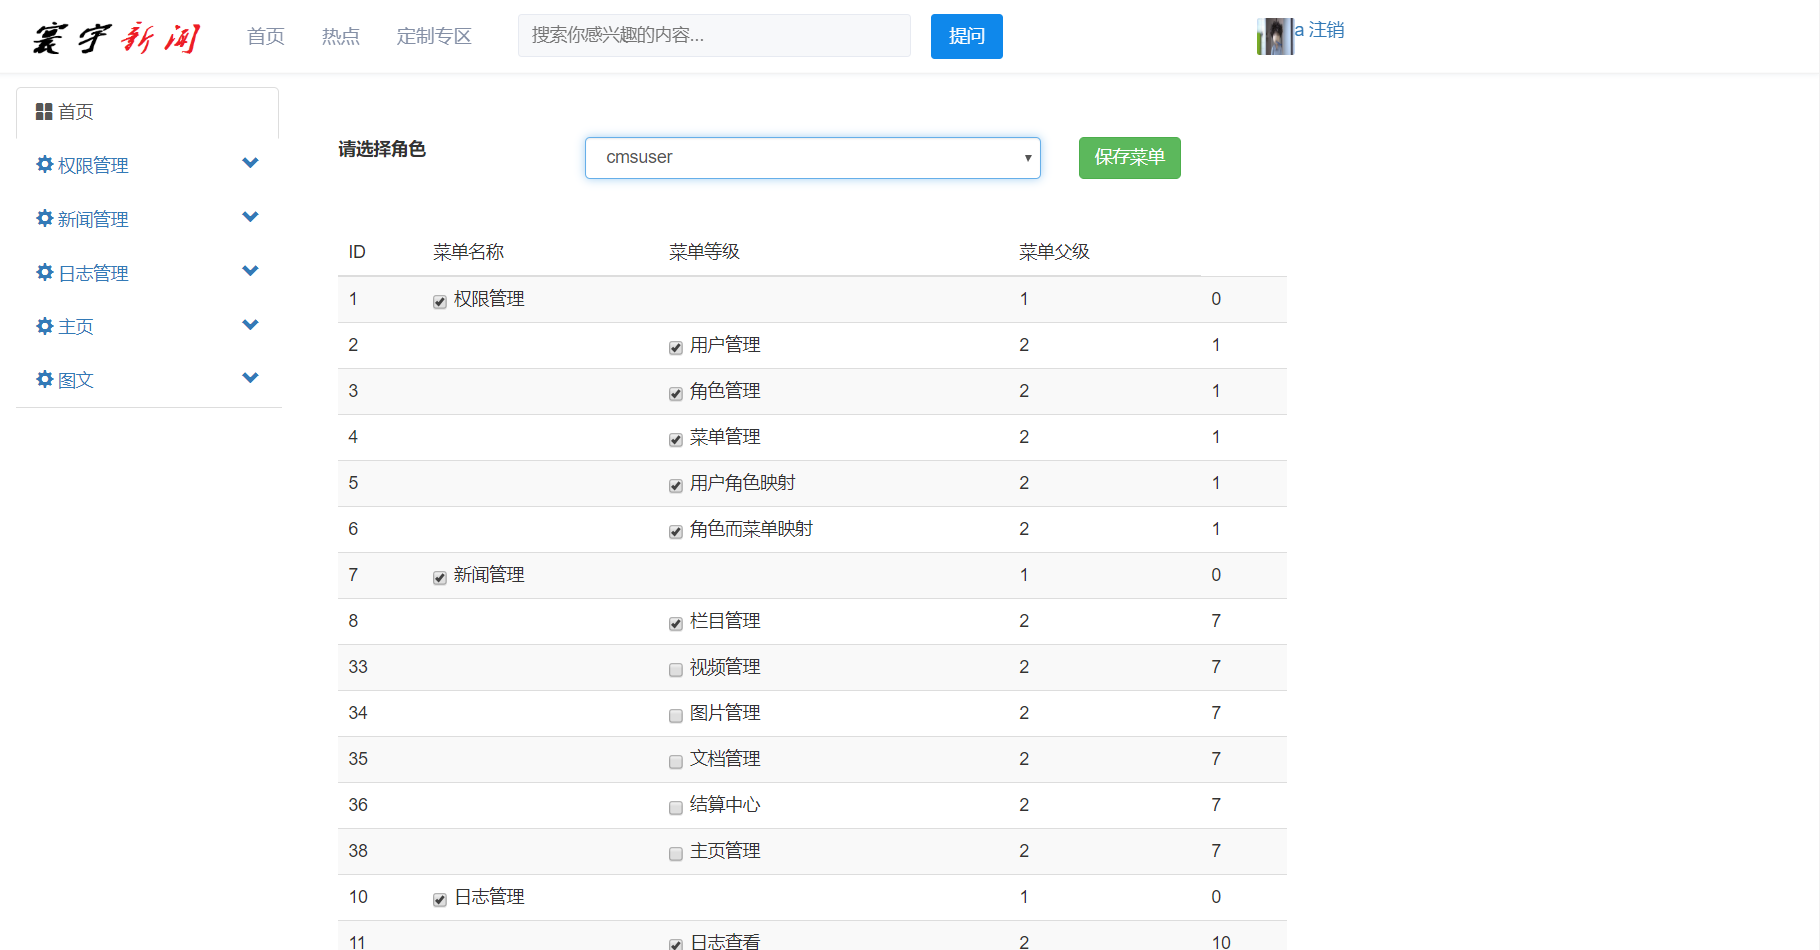 寰宇新闻 首页 热点 定制专区 搜索你感兴趣的内容... 提问 a 注销
首页
权限管理
新闻管理
日志管理
主页
图文
请选择角色 cmsuser 保存菜单
ID 菜单名称 菜单等级 菜单父级
1 权限管理 1 0
2 用户管理 2 1
3 角色管理 2 1
4 菜单管理 2 1
5 用户角色映射 2 1
6 角色而菜单映射 2 1
7 新闻管理 1 0
8 栏目管理 2 7
33 视频管理 2 7
34 图片管理 2 7
35 文档管理 2 7
36 结算中心 2 7
38 主页管理 2 7
10 日志管理 1 0
11 日志查看 2 10